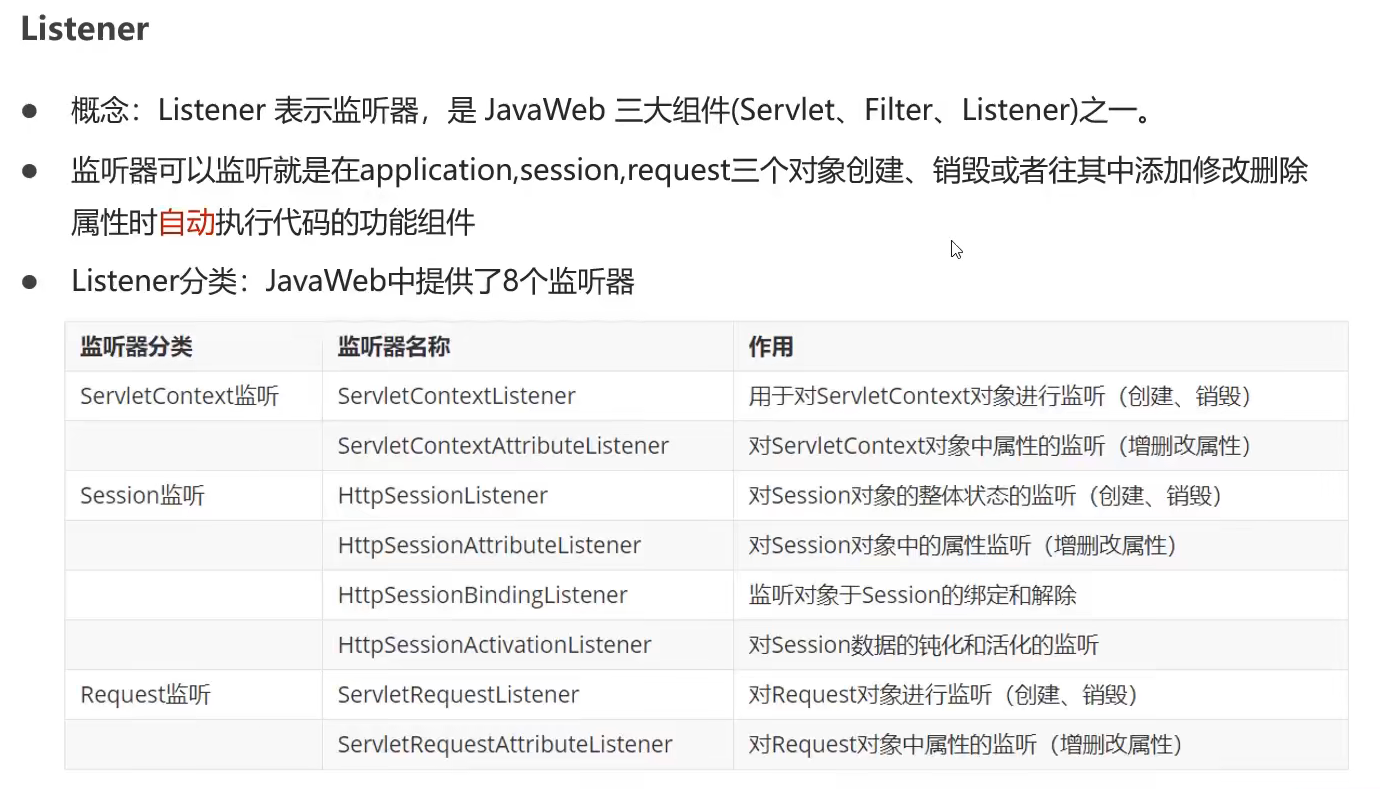 Listener
概念：Listener 表示监听器，是 JavaWeb 三大组件(Servlet、Filter、Listener)之一。
监听器可以监听就是在application,session,request三个对象创建、销毁或者往其中添加修改删除
属性时自动执行代码的功能组件
Listener分类：JavaWeb中提供了8个监听器
监听器分类 监听器名称 作用
ServletContext监听 ServletContextListener 用于对ServletContext对象进行监听（创建、销毁）
ServletContextAttributeListener 对ServletContext对象中属性的监听（增删改属性）
Session监听 HttpSessionListener 对Session对象的整体状态的监听（创建、销毁）
HttpSessionAttributeListener 对Session对象中的属性监听（增删改属性）
HttpSessionBindingListener 监听对象于Session的绑定和解除
HttpSessionActivationListener 对Session数据的钝化和活化的监听
Request监听 ServletRequestListener 对Request对象进行监听（创建、销毁）
ServletRequestAttributeListener 对Request对象中属性的监听（增删改属性）